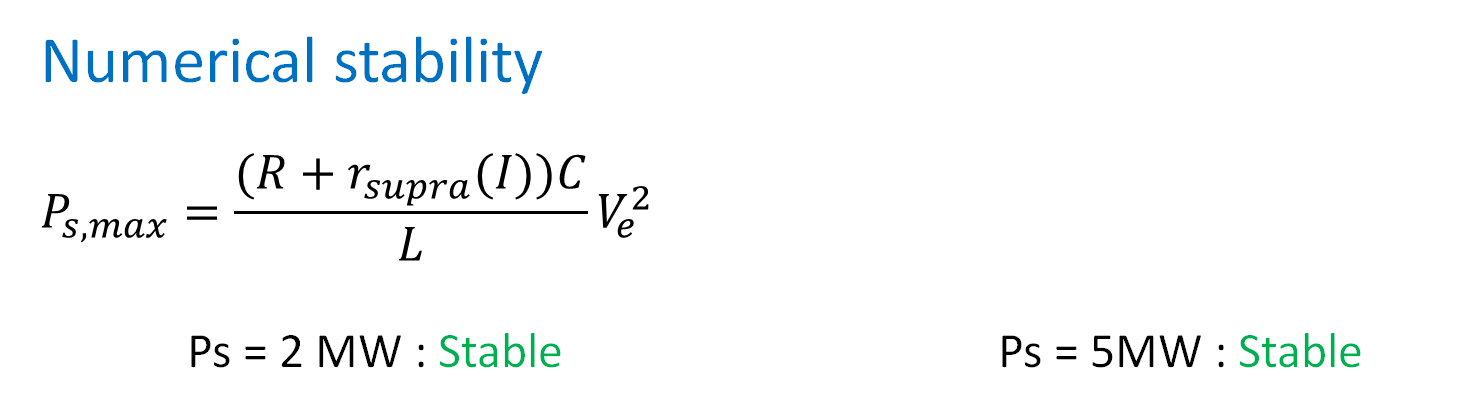 Numerical stability
P_{s,max} = \frac{(R + r_{supra}(I))C}{L} V_e^2
Ps = 2 MW : Stable Ps = 5MW : Stable